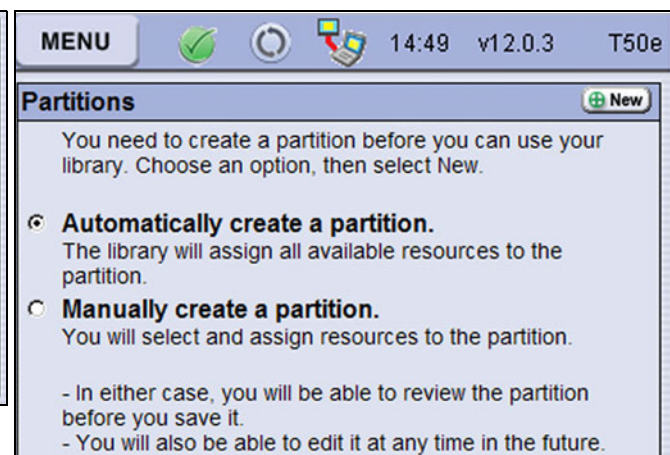 MENU 14:49 v12.0.3 T50e
Partitions New
You need to create a partition before you can use your
library. Choose an option, then select New.
Automatically create a partition.
The library will assign all available resources to the
partition.
Manually create a partition.
You will select and assign resources to the partition.
- In either case, you will be able to review the partition
before you save it.
- You will also be able to edit it at any time in the future.